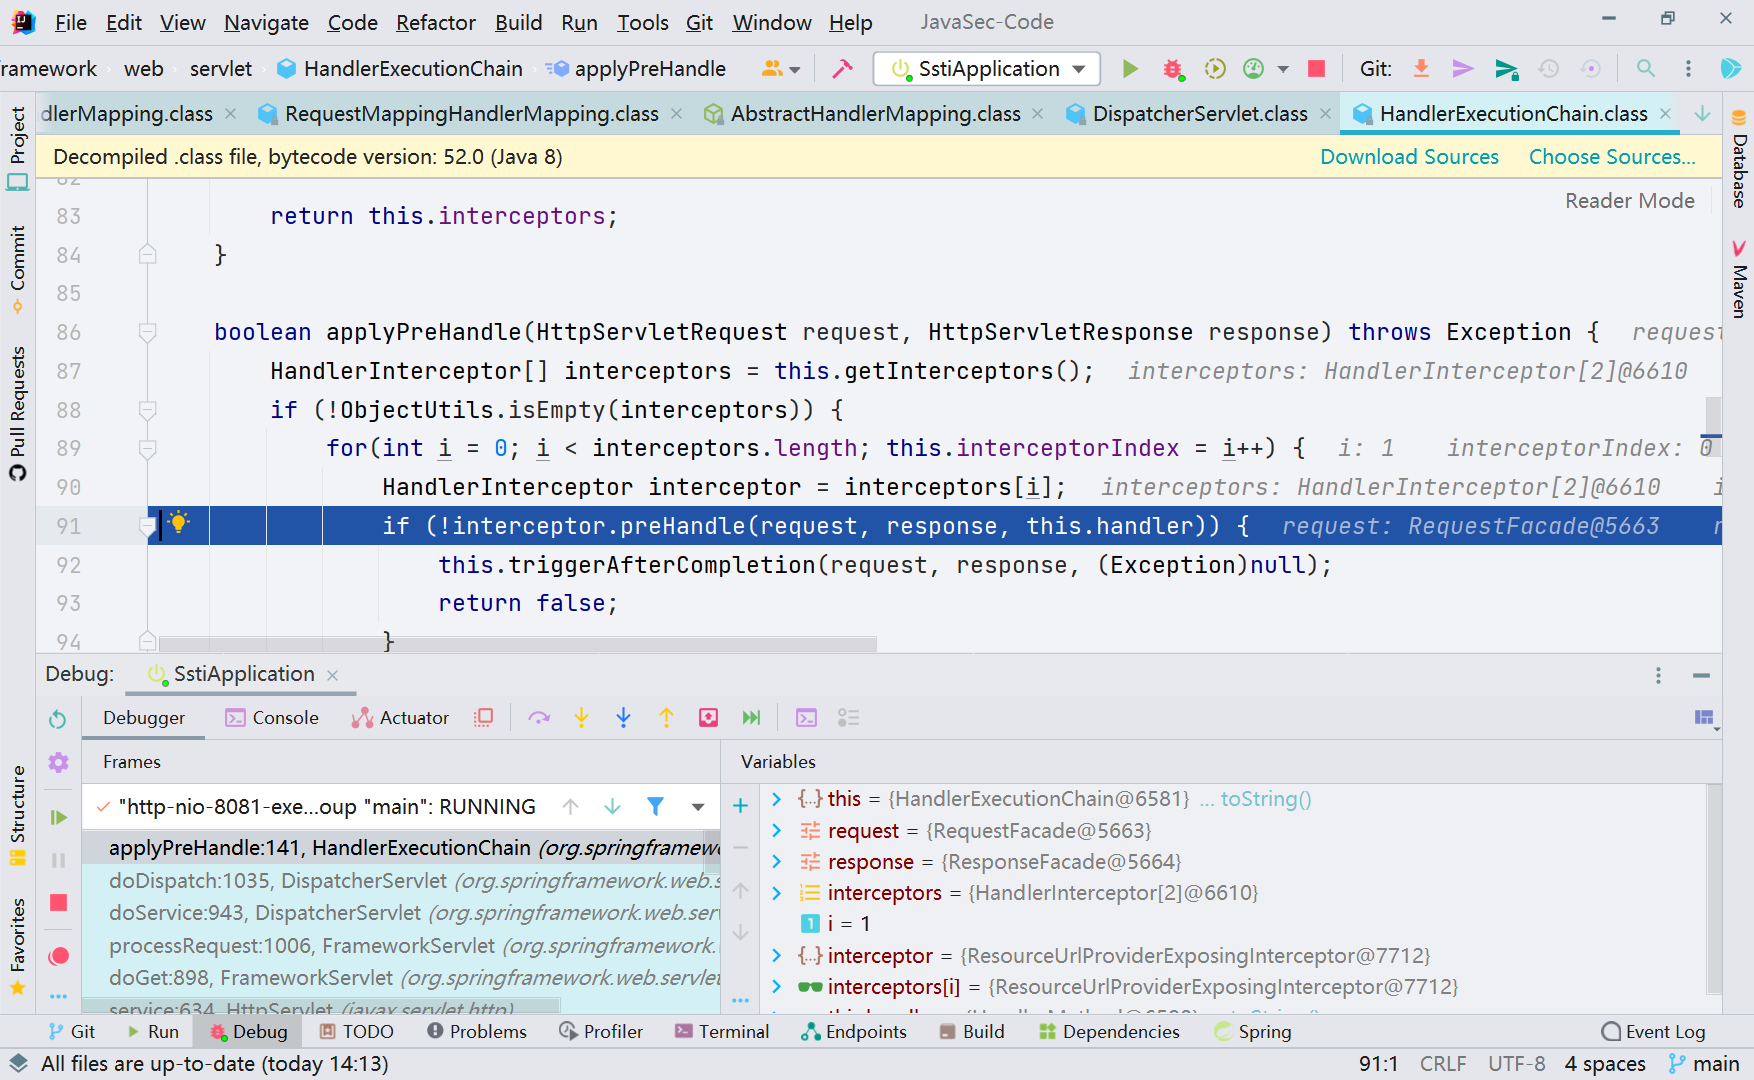 File Edit View Navigate Code Refactor Build Run Tools Git Window Help JavaSec-Code
ramework web servlet HandlerExecutionChain applyPreHandle SstiApplication Git:
dlerMapping.class RequestMappingHandlerMapping.class AbstractHandlerMapping.class DispatcherServlet.class HandlerExecutionChain.class
Decompiled .class file, bytecode version: 52.0 (Java 8) Download Sources Choose Sources...
Reader Mode
82
83 return this.interceptors;
84 }
85
86 boolean applyPreHandle(HttpServletRequest request, HttpServletResponse response) throws Exception { request
87 HandlerInterceptor[] interceptors = this.getInterceptors(); interceptors: HandlerInterceptor[2]@6610
88 if (!ObjectUtils.isEmpty(interceptors)) {
89 for(int i = 0; i < interceptors.length; this.interceptorIndex = i++) { i: 1 interceptorIndex: 0
90 HandlerInterceptor interceptor = interceptors[i]; interceptors: HandlerInterceptor[2]@6610 i
91 if (!interceptor.preHandle(request, response, this.handler)) { request: RequestFacade@5663 r
92 this.triggerAfterCompletion(request, response, (Exception)null);
93 return false;
94 }
Project
Commit
Pull Requests
Structure
Favorites
Database
Maven
Debug: SstiApplication
Debugger Console Actuator
Frames
"http-nio-8081-exe...oup "main": RUNNING
applyPreHandle:141, HandlerExecutionChain (org.springframew
doDispatch:1035, DispatcherServlet (org.springframework.web.s
doService:943, DispatcherServlet (org.springframework.web.ser
processRequest:1006, FrameworkServlet (org.springframework.
doGet:898, FrameworkServlet (org.springframework.web.servlet
service:634, HttpServlet (javax.servlet.http)
Variables
this = {HandlerExecutionChain@6581} ... toString()
request = {RequestFacade@5663}
response = {ResponseFacade@5664}
interceptors = {HandlerInterceptor[2]@6610}
i = 1
interceptor = {ResourceUrlProviderExposingInterceptor@7712}
interceptors[i] = {ResourceUrlProviderExposingInterceptor@7712}
Git Run Debug TODO Problems Profiler Terminal Endpoints Build Dependencies Spring Event Log
All files are up-to-date (today 14:13) 91:1 CRLF UTF-8 4 spaces main